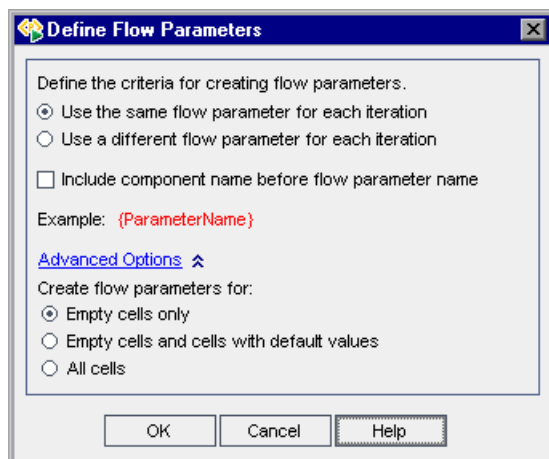 Define Flow Parameters
Define the criteria for creating flow parameters.
Use the same flow parameter for each iteration
Use a different flow parameter for each iteration
Include component name before flow parameter name
Example: {ParameterName}
Advanced Options
Create flow parameters for:
Empty cells only
Empty cells and cells with default values
All cells
OK Cancel Help